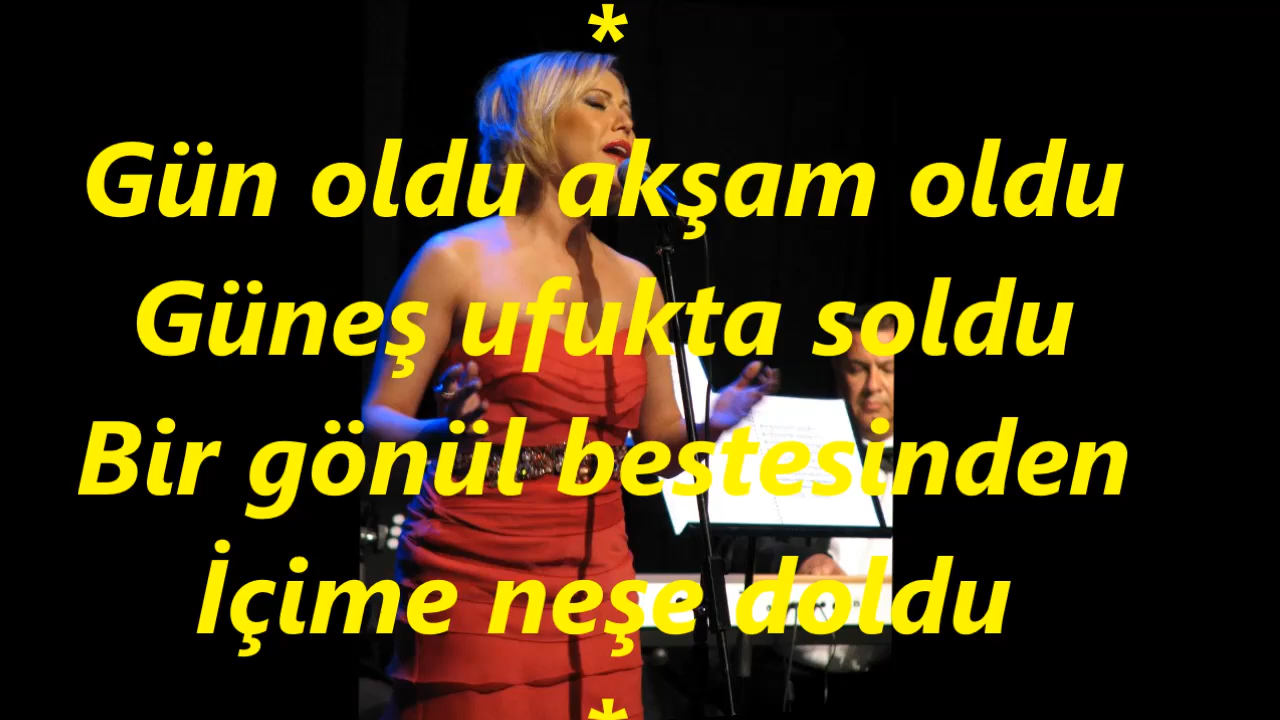 *
Gün oldu akşam oldu
Güneş ufukta soldu
Bir gönül bestesinden
İçime neşe doldu
*